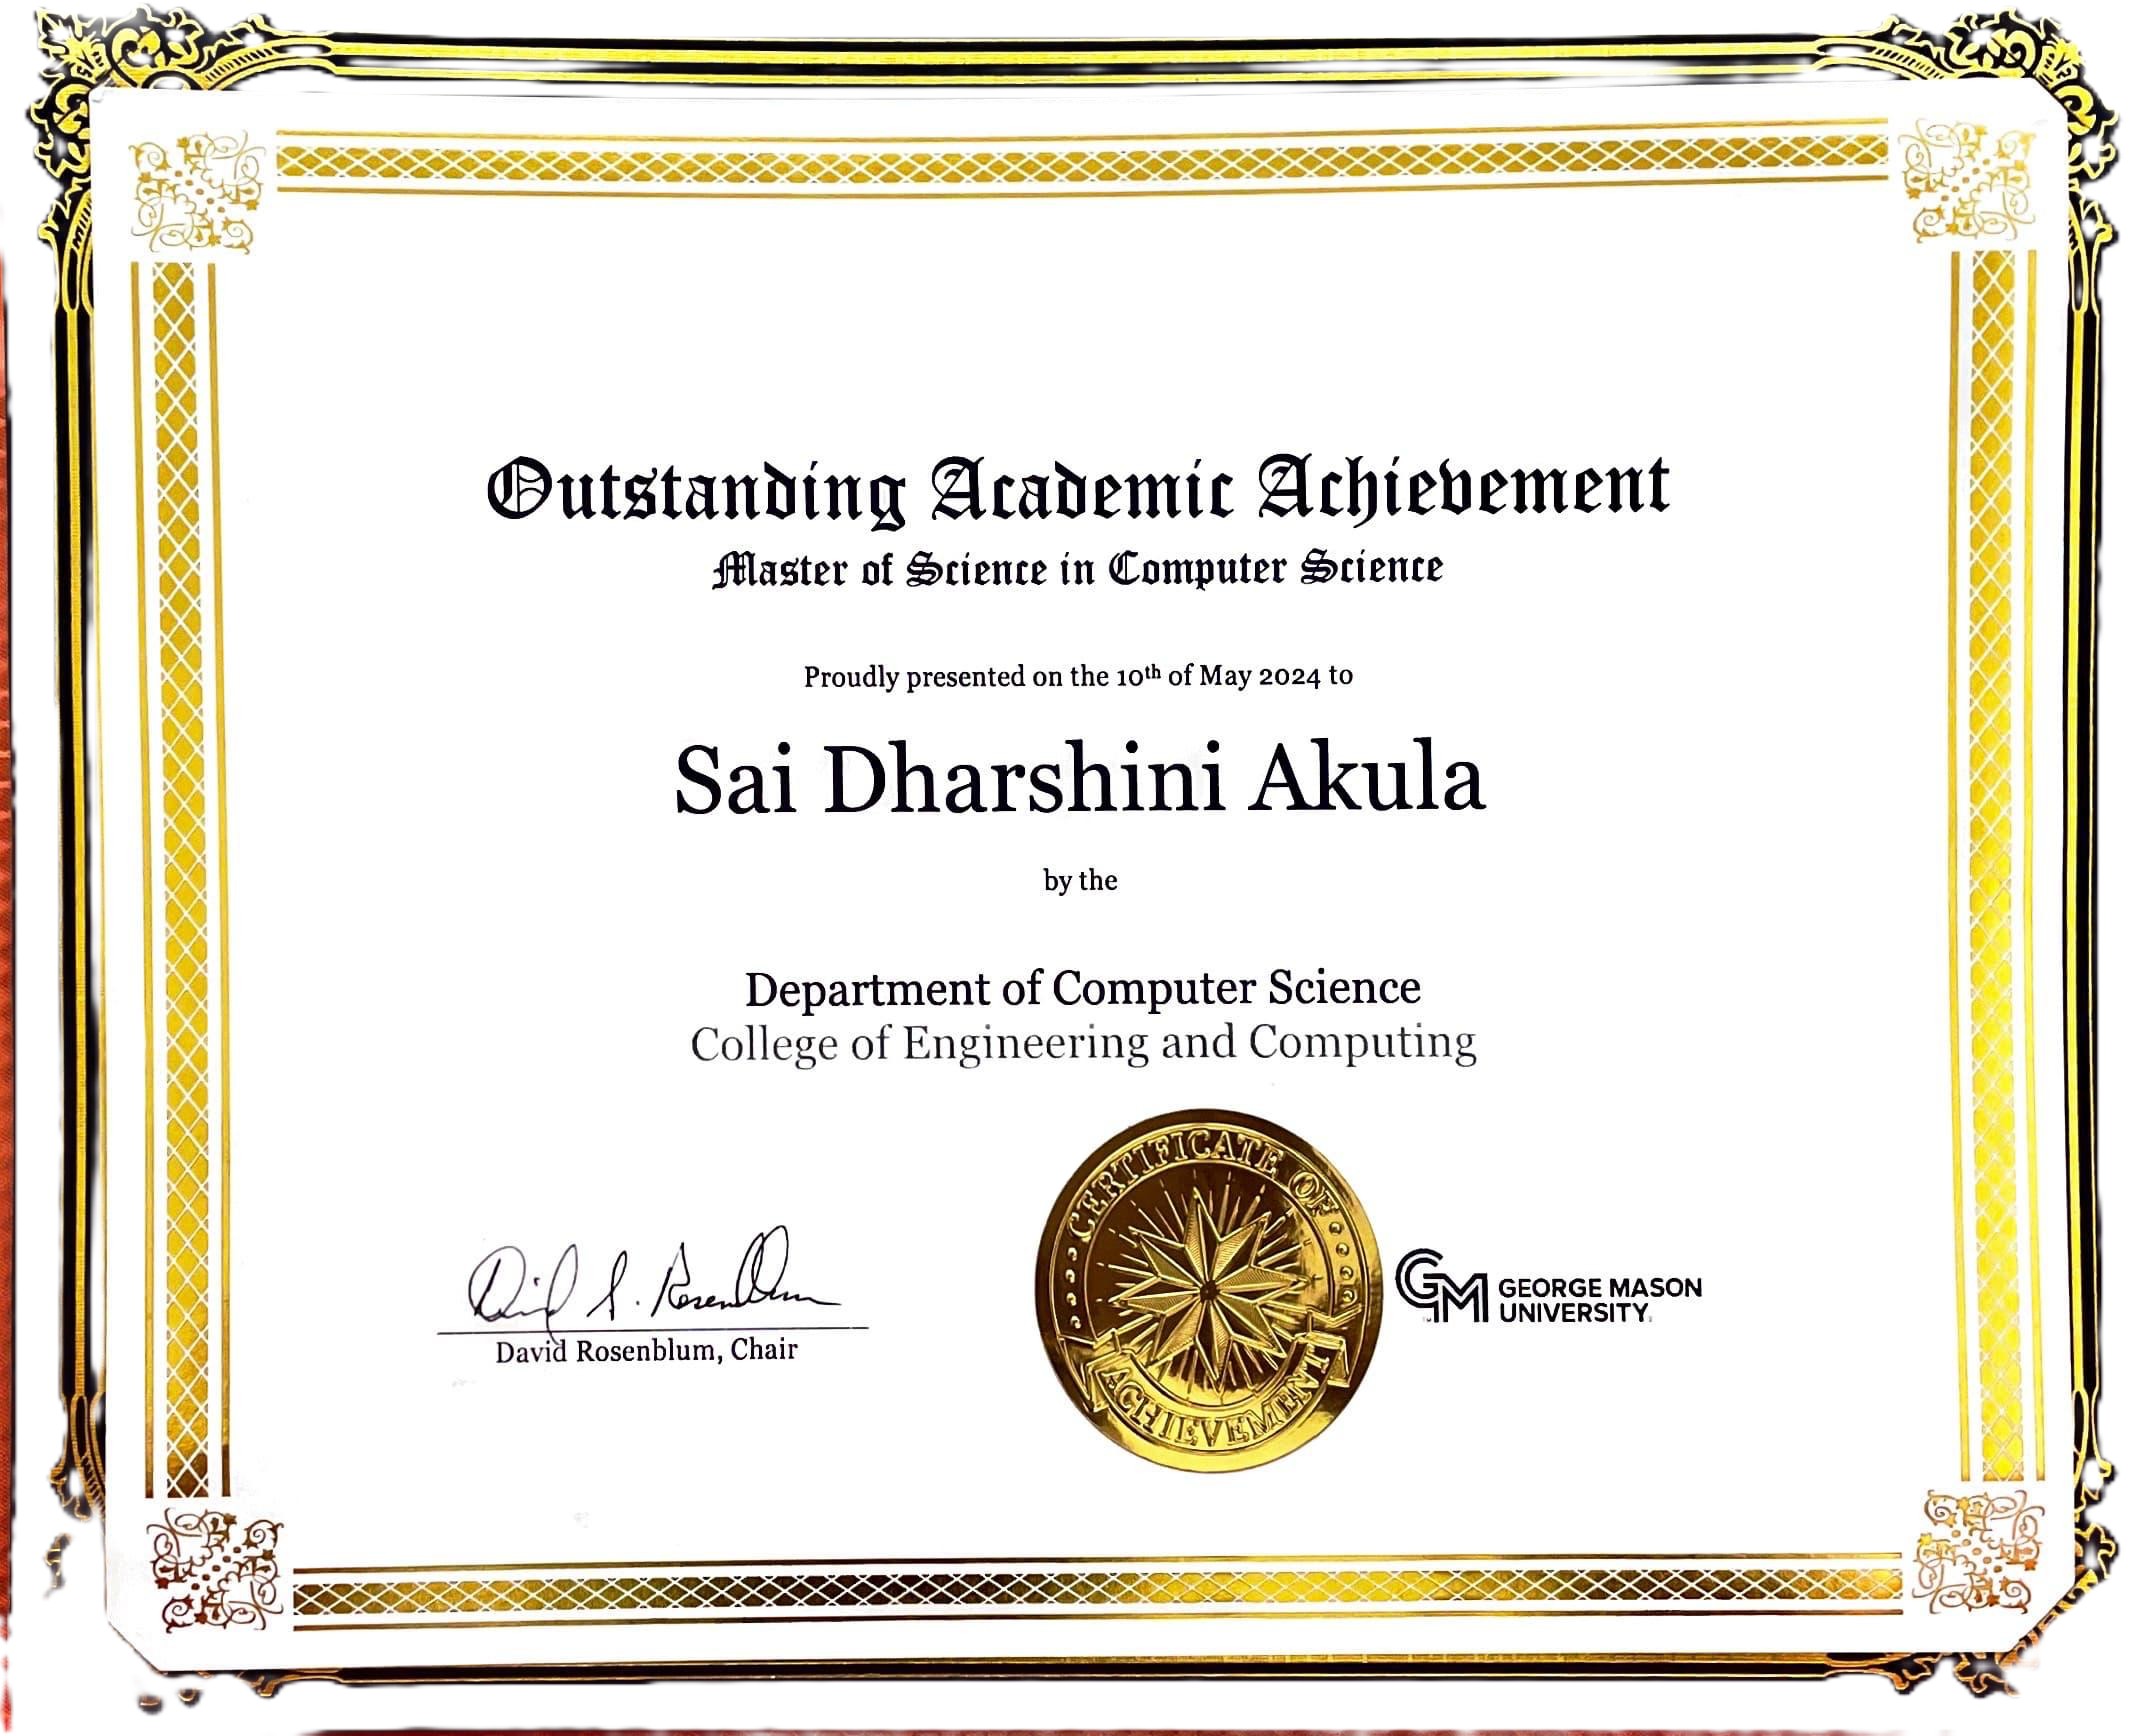 Outstanding Academic Achievement
Master of Science in Computer Science
Proudly presented on the 10th of May 2024 to
Sai Dharshini Akula
by the
Department of Computer Science
College of Engineering and Computing
CERTIFICATE OF
ACHIEVEMENT
David S. Rosenblum
David Rosenblum, Chair
GM
GEORGE MASON
UNIVERSITY